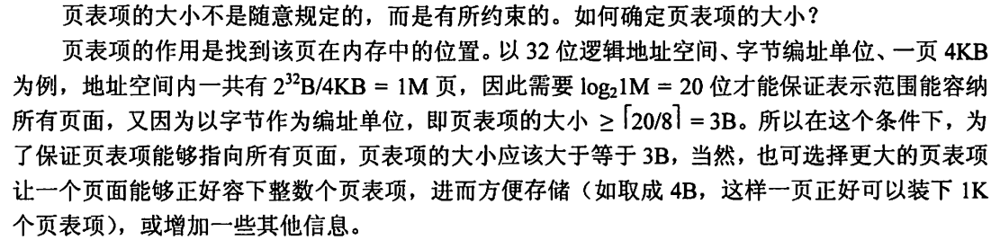 页表项的大小不是随意规定的，而是有所约束的。如何确定页表项的大小？
页表项的作用是找到该页在内存中的位置。以 32 位逻辑地址空间、字节编址单位、一页 4KB
为例，地址空间内一共有 2³²B/4KB = 1M 页，因此需要 log₂1M = 20 位才能保证表示范围能容纳
所有页面，又因为以字节作为编址单位，即页表项的大小 ≥ ⌈20/8⌉ = 3B。所以在这个条件下，为
了保证页表项能够指向所有页面，页表项的大小应该大于等于 3B，当然，也可选择更大的页表项
让一个页面能够正好容下整数个页表项，进而方便存储（如取成 4B，这样一页正好可以装下 1K
个页表项），或增加一些其他信息。